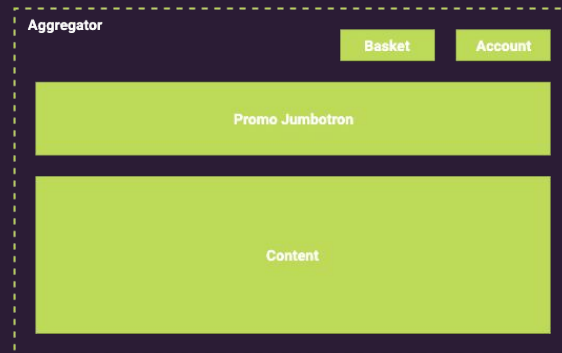 Aggregator
Basket
Account
Promo Jumbotron
Content